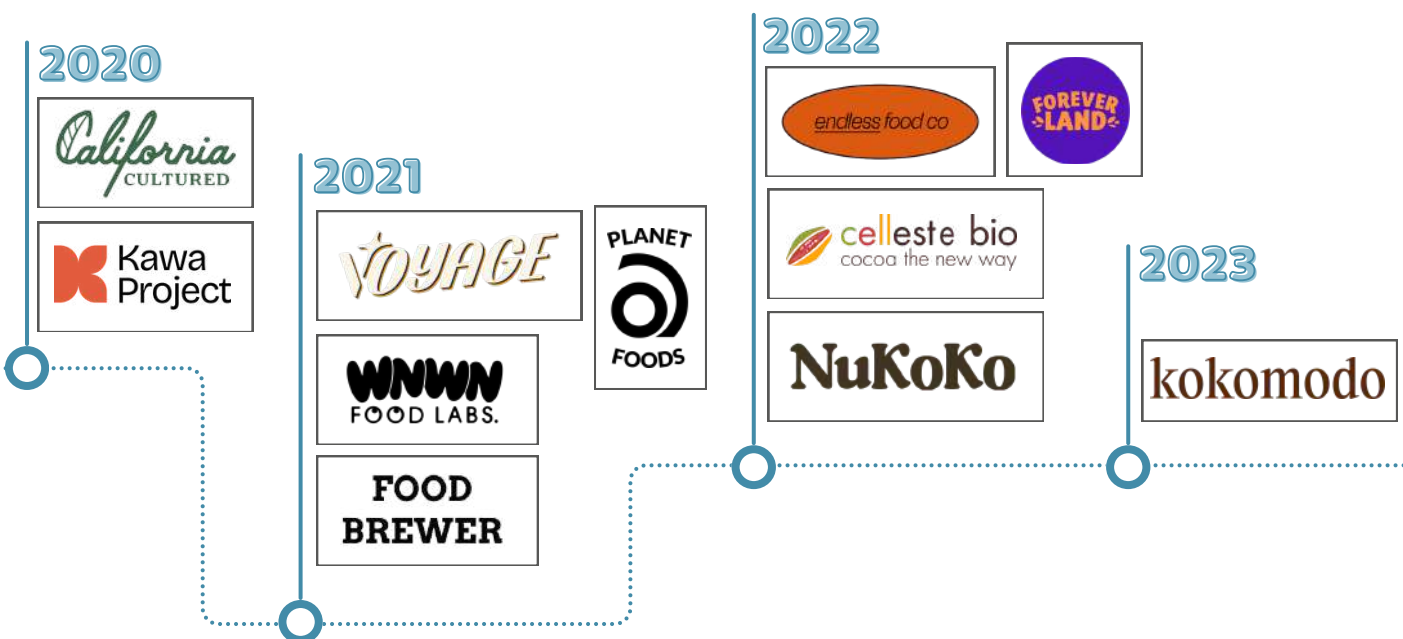 2020
California
CULTURED
Kawa
Project
2021
VOYAGE
PLANET
FOODS
WNWN
FOOD LABS.
FOOD
BREWER
2022
endless food co
FOREVER
LAND
celleste bio
cocoa the new way
NuKoKo
2023
kokomodo